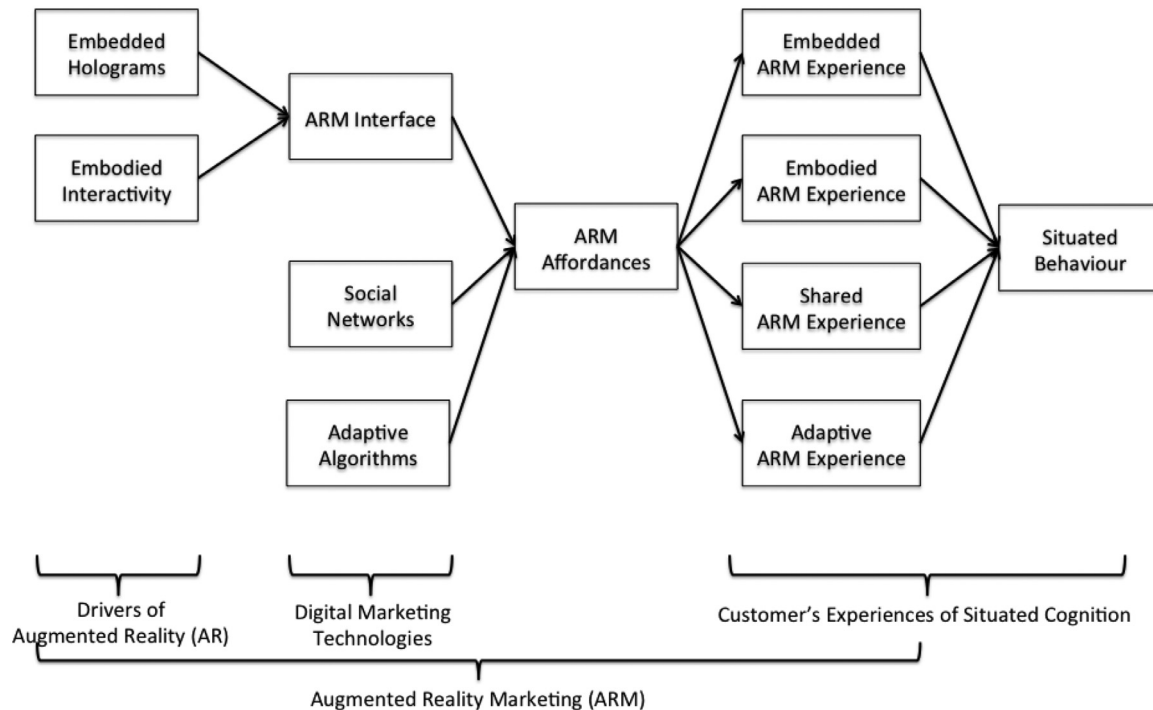 Embedded
Holograms
Embodied
Interactivity
ARM Interface
Social
Networks
Adaptive
Algorithms
ARM
Affordances
Embedded
ARM Experience
Embodied
ARM Experience
Shared
ARM Experience
Adaptive
ARM Experience
Situated
Behaviour
Drivers of
Augmented Reality (AR)
Digital Marketing
Technologies
Customer’s Experiences of Situated Cognition
Augmented Reality Marketing (ARM)